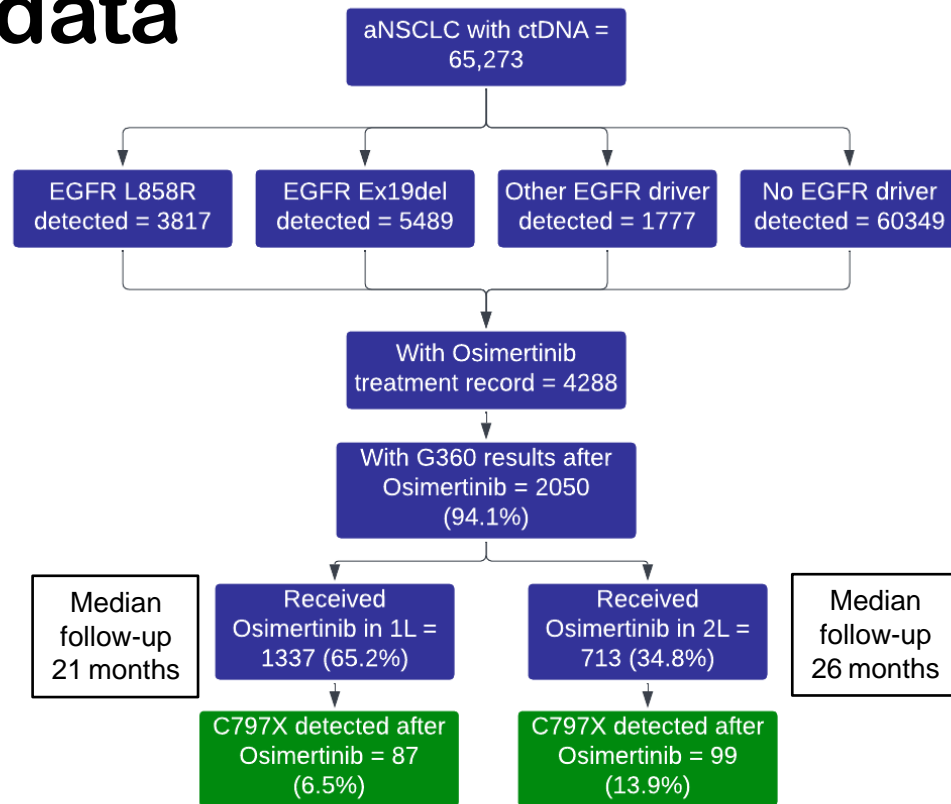 data
aNSCLC with ctDNA =
65,273
EGFR L858R
detected = 3817
EGFR Ex19del
detected = 5489
Other EGFR driver
detected = 1777
No EGFR driver
detected = 60349
With Osimertinib
treatment record = 4288
With G360 results after
Osimertinib = 2050
(94.1%)
Median
follow-up
21 months
Received
Osimertinib in 1L =
1337 (65.2%)
Received
Osimertinib in 2L =
713 (34.8%)
Median
follow-up
26 months
C797X detected after
Osimertinib = 87
(6.5%)
C797X detected after
Osimertinib = 99
(13.9%)